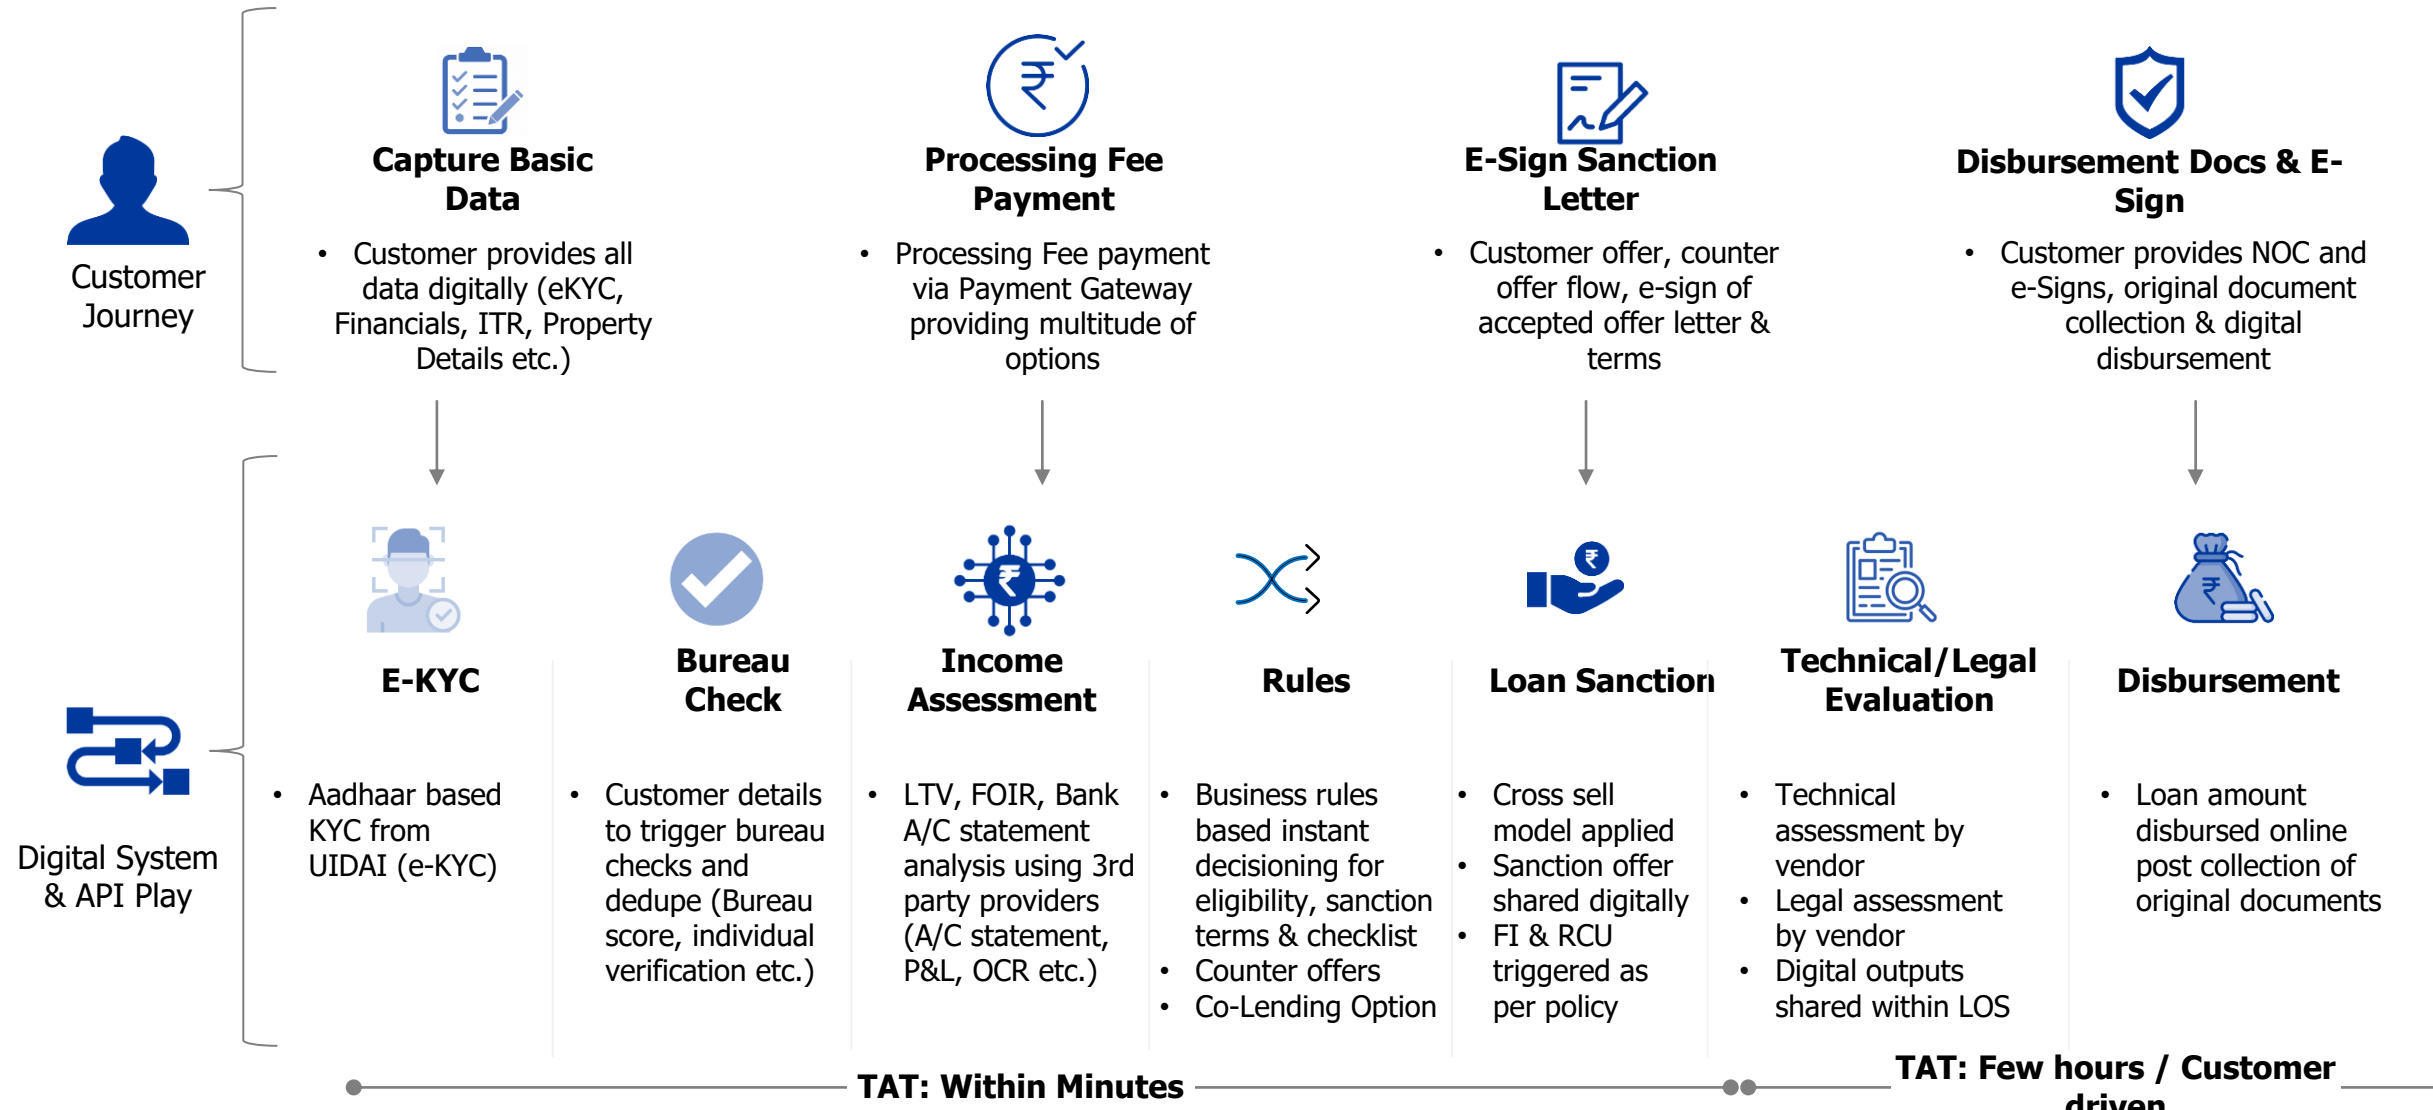 Customer
Journey
Capture Basic
Data
• Customer provides all
data digitally (eKYC,
Financials, ITR, Property
Details etc.)
Processing Fee
Payment
• Processing Fee payment
via Payment Gateway
providing multitude of
options
E-Sign Sanction
Letter
• Customer offer, counter
offer flow, e-sign of
accepted offer letter &
terms
Disbursement Docs & E-
Sign
• Customer provides NOC and
e-Signs, original document
collection & digital
disbursement
Digital System
& API Play
E-KYC
• Aadhaar based
KYC from
UIDAI (e-KYC)
Bureau
Check
• Customer details
to trigger bureau
checks and
dedupe (Bureau
score, individual
verification etc.)
Income
Assessment
• LTV, FOIR, Bank
A/C statement
analysis using 3rd
party providers
(A/C statement,
P&L, OCR etc.)
Rules
• Business rules
based instant
decisioning for
eligibility, sanction
terms & checklist
• Counter offers
• Co-Lending Option
Loan Sanction
• Cross sell
model applied
• Sanction offer
shared digitally
• FI & RCU
triggered as
per policy
Technical/Legal
Evaluation
• Technical
assessment by
vendor
• Legal assessment
by vendor
• Digital outputs
shared within LOS
Disbursement
• Loan amount
disbursed online
post collection of
original documents
TAT: Within Minutes
TAT: Few hours / Customer
driven